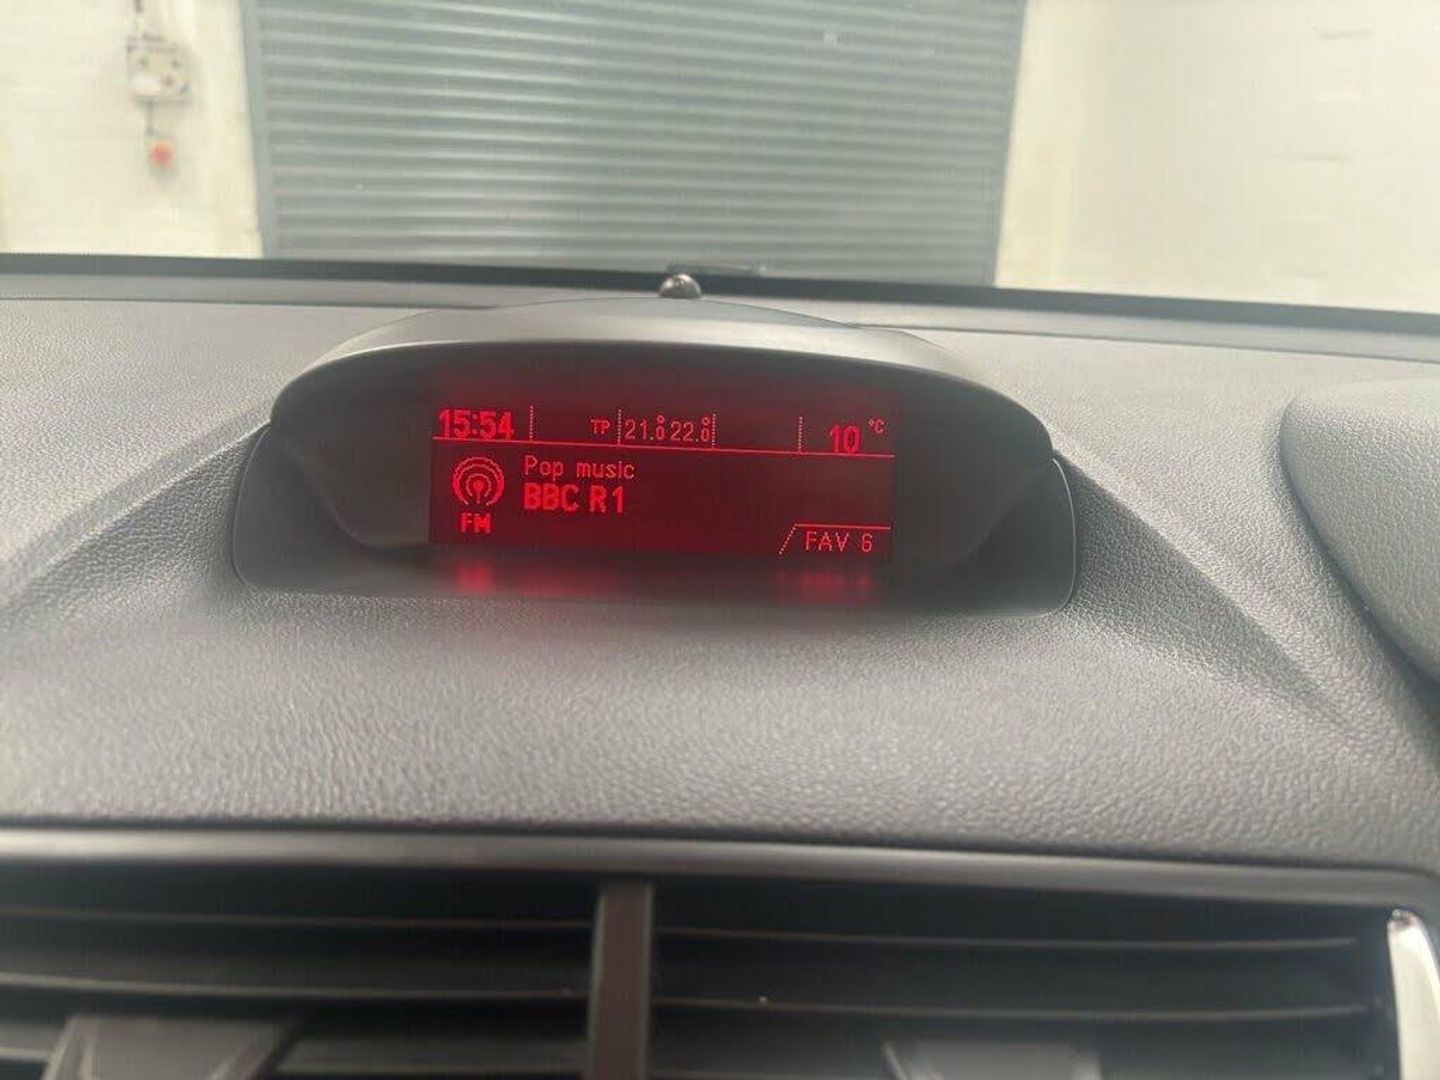 15:54 TP 21.0° 22.0° 10 °C
Pop music
BBC R1
FM
FAV 6